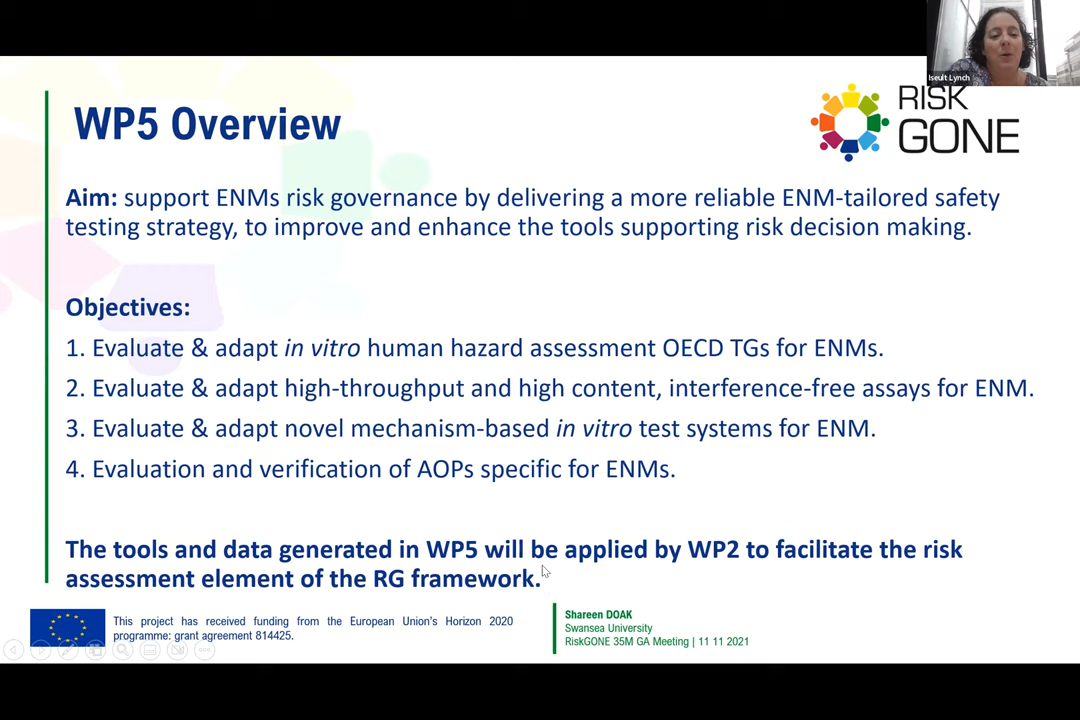 Iseult Lynch
WP5 Overview
RISK
GONE
Aim: support ENMs risk governance by delivering a more reliable ENM-tailored safety
testing strategy, to improve and enhance the tools supporting risk decision making.
Objectives:
1. Evaluate & adapt in vitro human hazard assessment OECD TGs for ENMs.
2. Evaluate & adapt high-throughput and high content, interference-free assays for ENM.
3. Evaluate & adapt novel mechanism-based in vitro test systems for ENM.
4. Evaluation and verification of AOPs specific for ENMs.
The tools and data generated in WP5 will be applied by WP2 to facilitate the risk
assessment element of the RG framework.
This project has received funding from the European Union's Horizon 2020
programme: grant agreement 814425.
Shareen DOAK
Swansea University
RiskGONE 35M GA Meeting | 11 11 2021